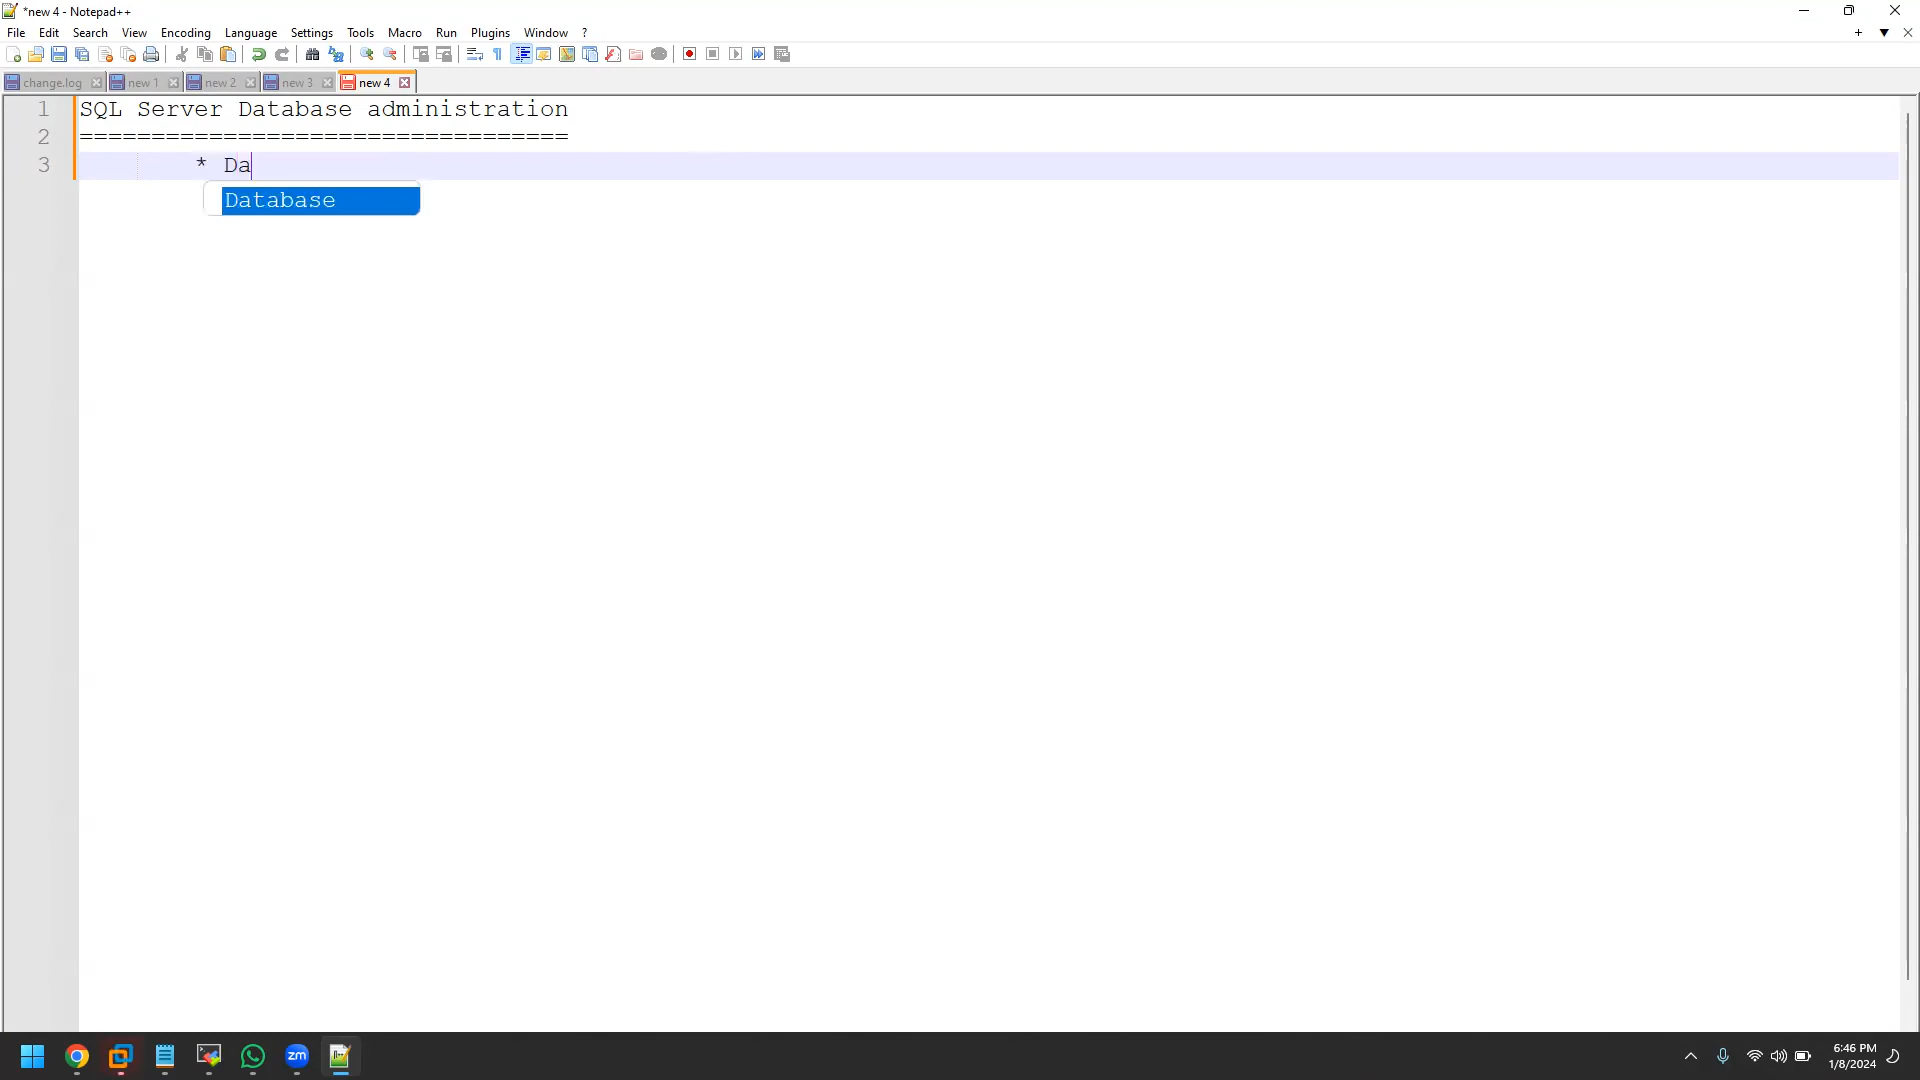 *new 4 - Notepad++
File Edit Search View Encoding Language Settings Tools Macro Run Plugins Window ?
change.log new 1 new 2 new 3 new 4
1 SQL Server Database administration
2 ==================================
3 * Da
Database
zm
6:46 PM
1/8/2024